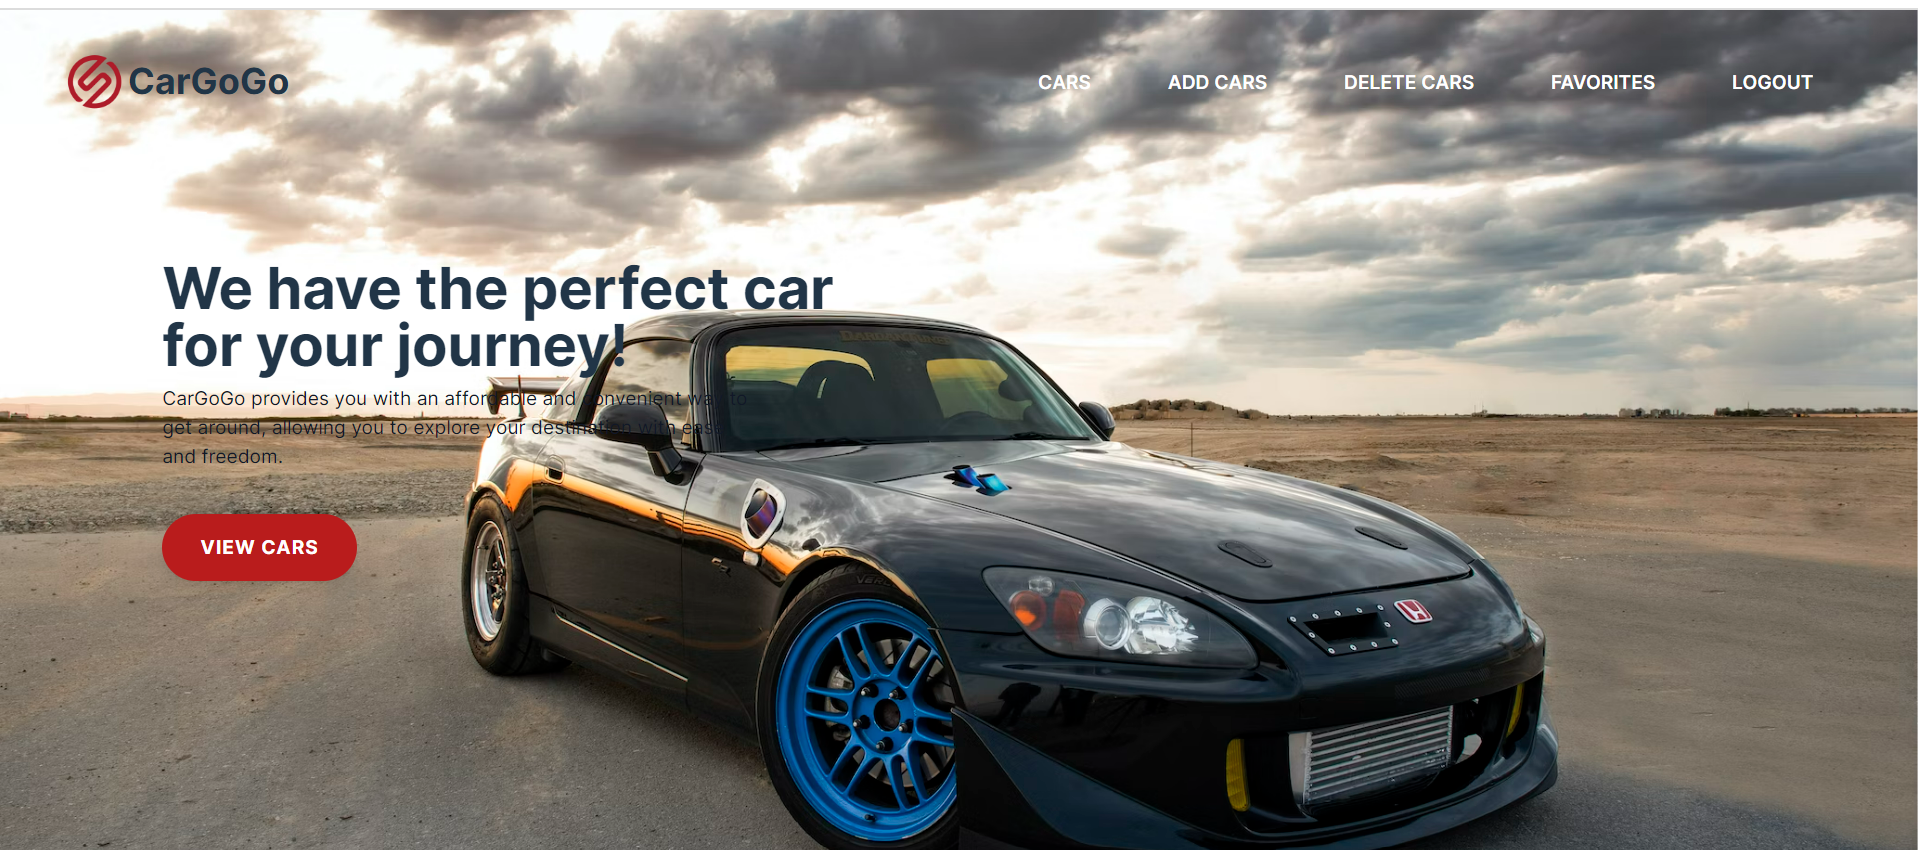 CarGoGo
CARS
ADD CARS
DELETE CARS
FAVORITES
LOGOUT
We have the perfect car
for your journey!
CarGoGo provides you with an affordable and convenient way to
get around, allowing you to explore your destination with ease
and freedom.
VIEW CARS